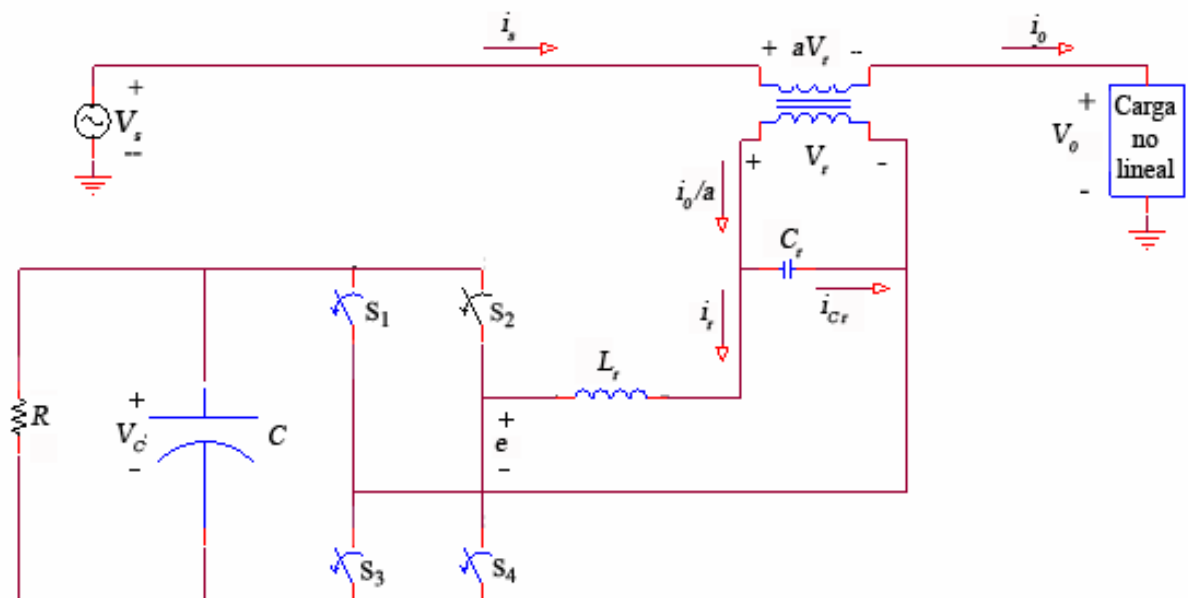 i_s
+ aV_r --
i_0
+
V_s
--
+
V_0
-
Carga
no
lineal
+
V_r
-
i_0/a
C_r
i_r
i_Cr
S_1
S_2
L_r
R
+
V_C
-
C
+
e
-
S_3
S_4